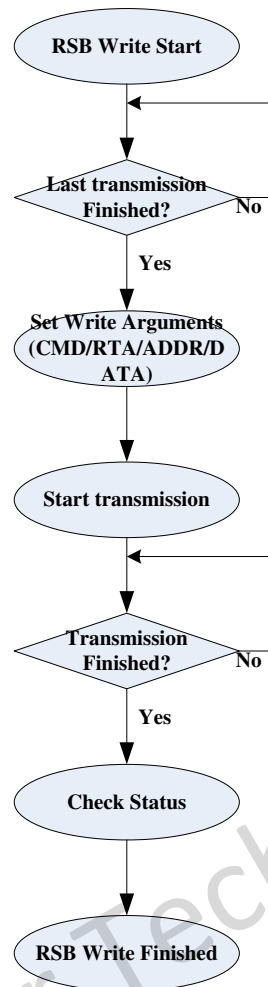 RSB Write Start
Last transmission
Finished?
No
Yes
Set Write Arguments
(CMD/RTA/ADDR/D
ATA)
Start transmission
Transmission
Finished?
No
Yes
Check Status
RSB Write Finished
r Tech